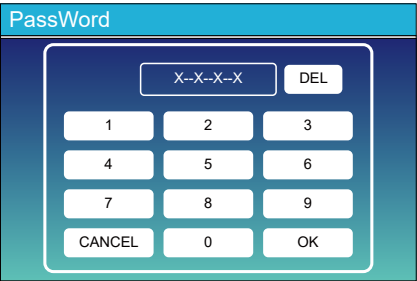 PassWord
X--X--X--X DEL
1 2 3
4 5 6
7 8 9
CANCEL 0 OK